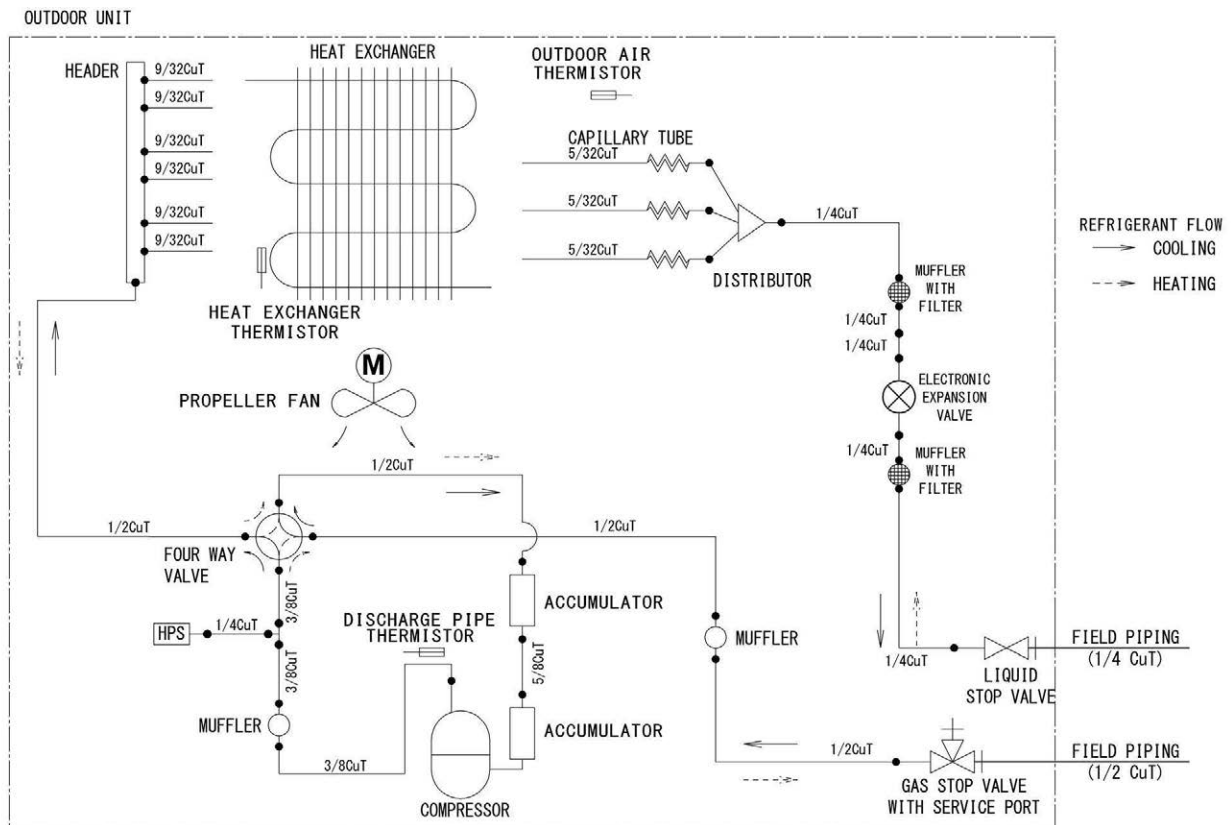 OUTDOOR UNIT
HEADER
9/32CuT
9/32CuT
9/32CuT
9/32CuT
9/32CuT
9/32CuT
HEAT EXCHANGER
HEAT EXCHANGER
THERMISTOR
OUTDOOR AIR
THERMISTOR
CAPILLARY TUBE
5/32CuT
5/32CuT
5/32CuT
DISTRIBUTOR
1/4CuT
MUFFLER
WITH
FILTER
1/4CuT
1/4CuT
ELECTRONIC
EXPANSION
VALVE
1/4CuT
MUFFLER
WITH
FILTER
REFRIGERANT FLOW
COOLING
HEATING
M
PROPELLER FAN
1/2CuT
1/2CuT
1/2CuT
FOUR WAY
VALVE
3/8CuT
HPS
1/4CuT
3/8CuT
MUFFLER
3/8CuT
DISCHARGE PIPE
THERMISTOR
ACCUMULATOR
5/8CuT
ACCUMULATOR
COMPRESSOR
MUFFLER
1/4CuT
LIQUID
STOP VALVE
FIELD PIPING
(1/4 CuT)
1/2CuT
GAS STOP VALVE
WITH SERVICE PORT
FIELD PIPING
(1/2 CuT)